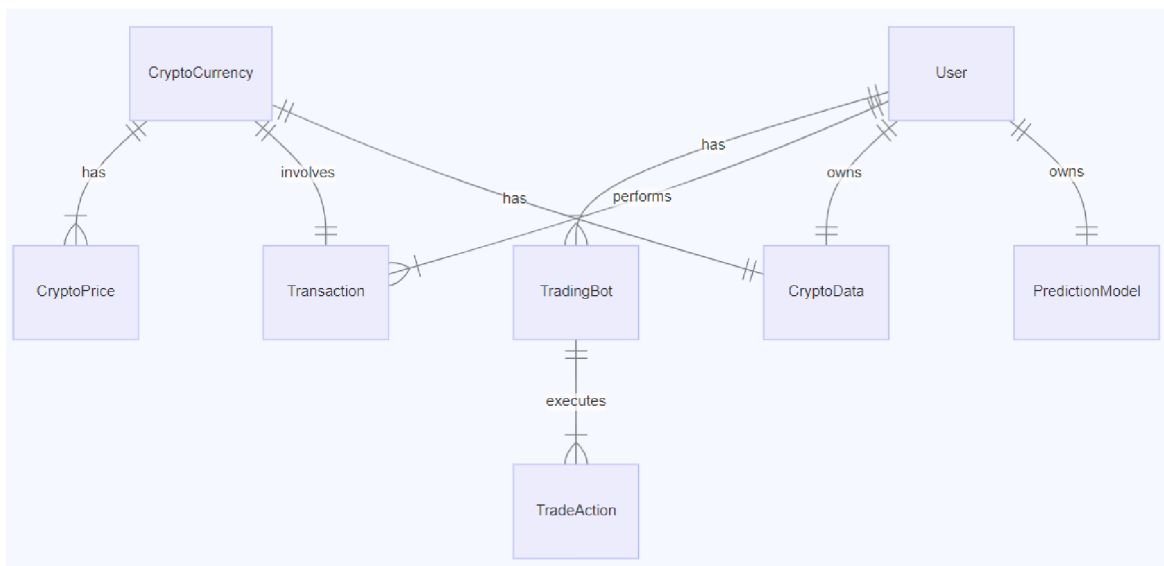 CryptoCurrency
User
has
has
involves
owns
owns
has
performs
CryptoPrice
Transaction
TradingBot
CryptoData
PredictionModel
executes
TradeAction